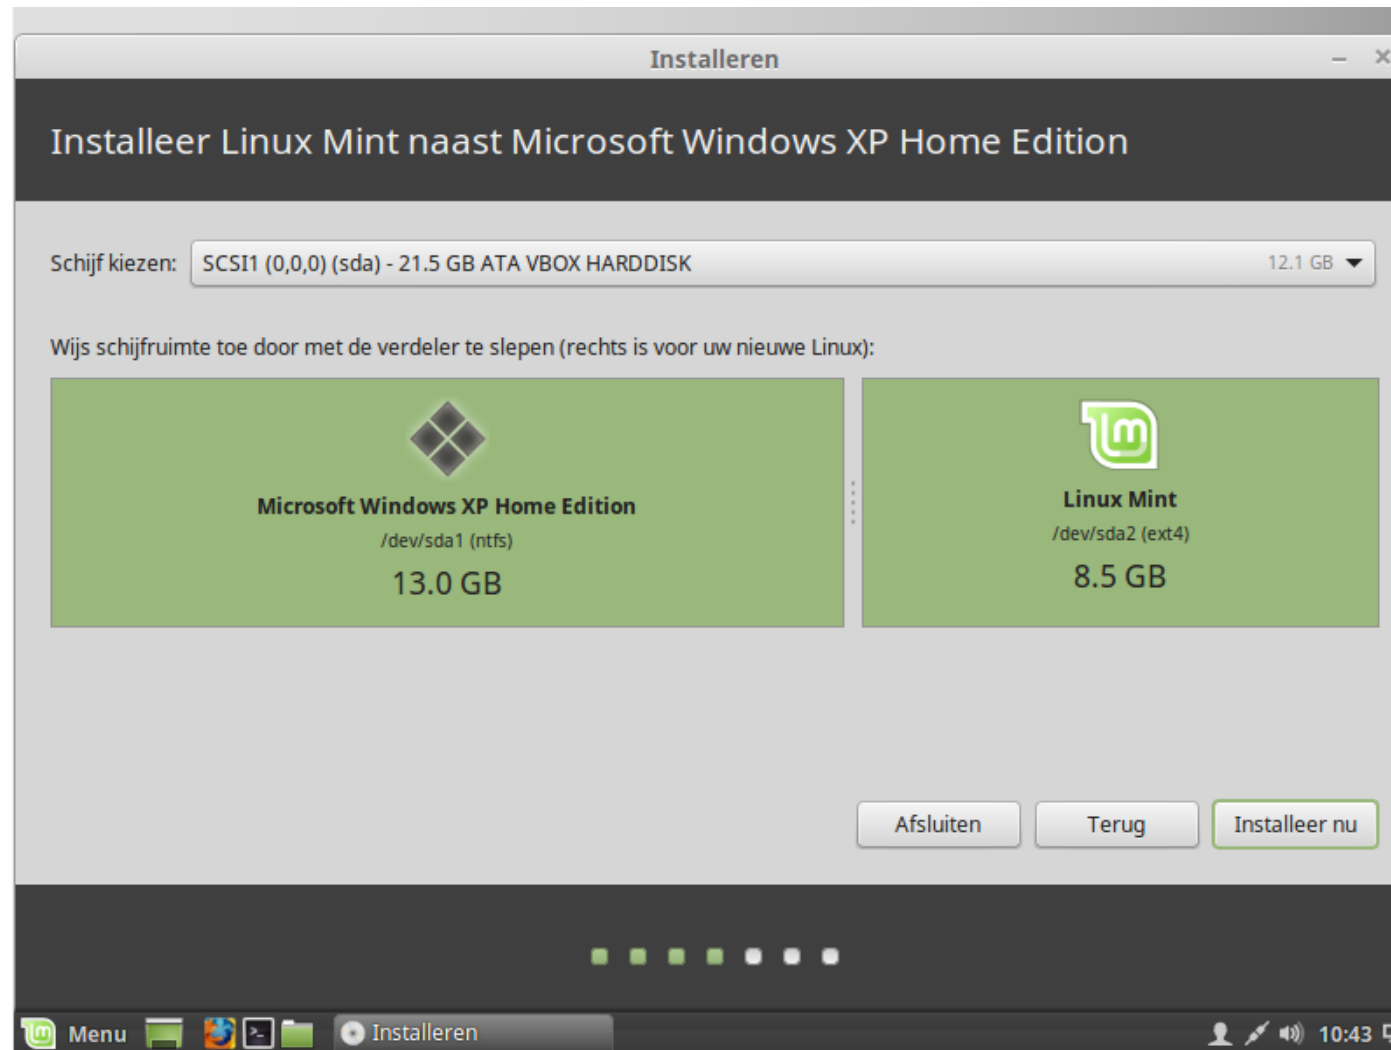 Installeren
Installeer Linux Mint naast Microsoft Windows XP Home Edition
Schijf kiezen: SCSI1 (0,0,0) (sda) - 21.5 GB ATA VBOX HARDDISK 12.1 GB
Wijs schijfruimte toe door met de verdeler te slepen (rechts is voor uw nieuwe Linux):
Microsoft Windows XP Home Edition
/dev/sda1 (ntfs)
13.0 GB
Linux Mint
/dev/sda2 (ext4)
8.5 GB
Afsluiten Terug Installeer nu
Menu Installeren 10:43